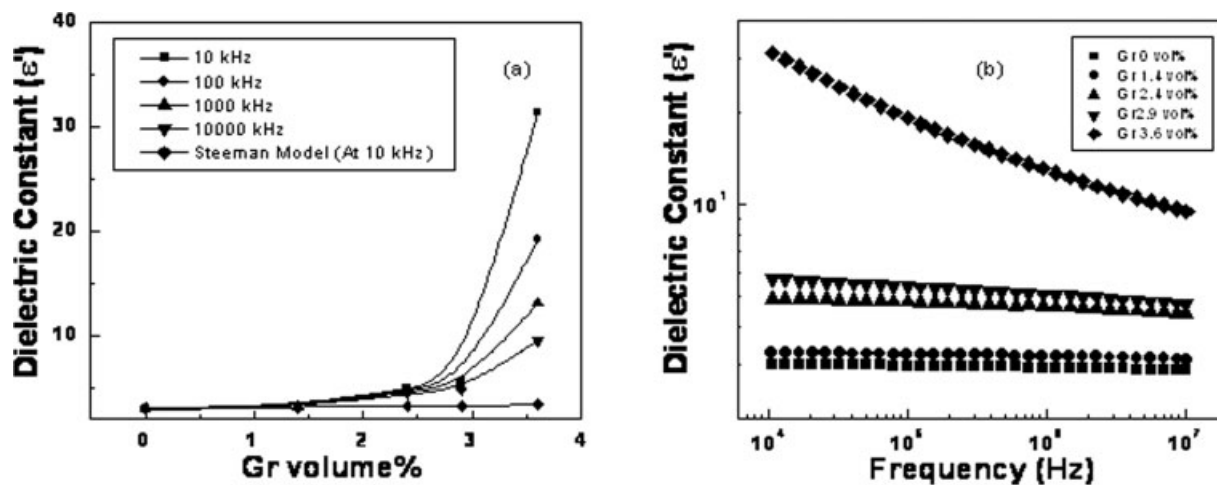 Dielectric Constant (ε')
40
30
20
10
10 kHz
100 kHz
1000 kHz
10000 kHz
Steeman Model (At 10 kHz)
(a)
0
1
2
3
4
Gr volume%
Dielectric Constant (ε')
10¹
(b)
Gr 0 vol%
Gr 1.4 vol%
Gr 2.4 vol%
Gr 2.9 vol%
Gr 3.6 vol%
10⁴
10⁵
10⁶
10⁷
Frequency (Hz)